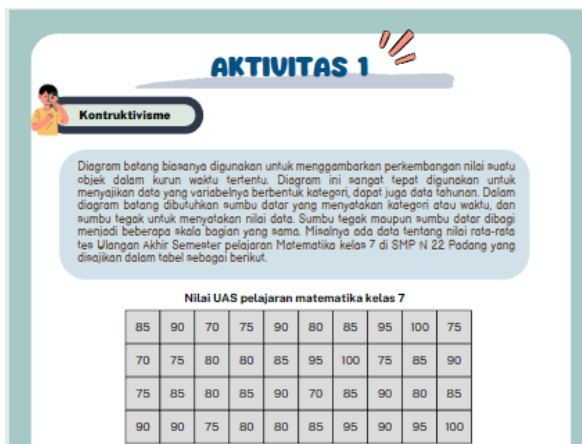 AKTIVITAS 1
Kontruktivisme
Diagram batang biasanya digunakan untuk menggambarkan perkembangan nilai suatu
objek dalam kurun waktu tertentu. Diagram ini sangat tepat digunakan untuk
menyajikan data yang variabelnya berbentuk kategori, dapat juga data tahunan. Dalam
diagram batang dibutuhkan sumbu datar yang menyatakan kategori atau waktu, dan
sumbu tegak untuk menyatakan nilai data. Sumbu tegak maupun sumbu datar dibagi
menjadi beberapa skala bagian yang sama. Misalnya ada data tentang nilai rata-rata
tes Ulangan Akhir Semester pelajaran Matematika kelas 7 di SMP N 22 Padang yang
disajikan dalam tabel sebagai berikut.
Nilai UAS pelajaran matematika kelas 7
85 90 70 75 90 80 85 95 100 75
70 75 80 80 85 95 100 75 85 90
75 85 80 85 90 70 85 90 80 85
90 90 75 80 80 85 95 90 95 100